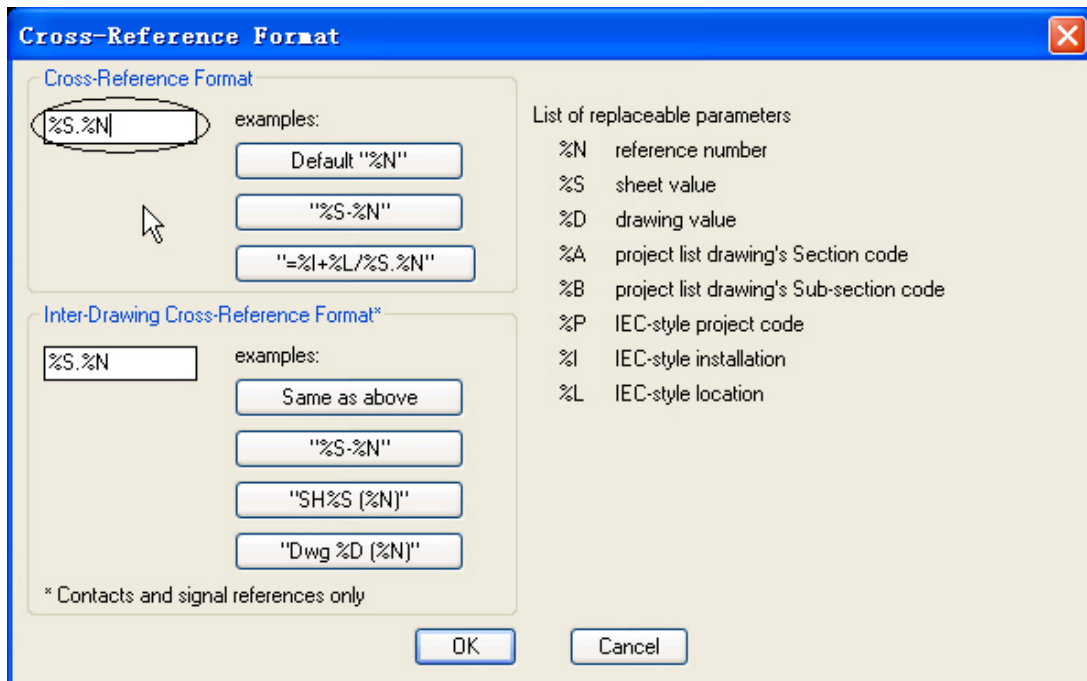 Cross-Reference Format
Cross-Reference Format
%S.%N
examples:
Default "%N"
"%S-%N"
"=%I+%L/%S.%N"
Inter-Drawing Cross-Reference Format*
%S.%N
examples:
Same as above
"%S-%N"
"SH%S (%N)"
"Dwg %D (%N)"
* Contacts and signal references only
List of replaceable parameters
%N reference number
%S sheet value
%D drawing value
%A project list drawing's Section code
%B project list drawing's Sub-section code
%P IEC-style project code
%I IEC-style installation
%L IEC-style location
OK
Cancel